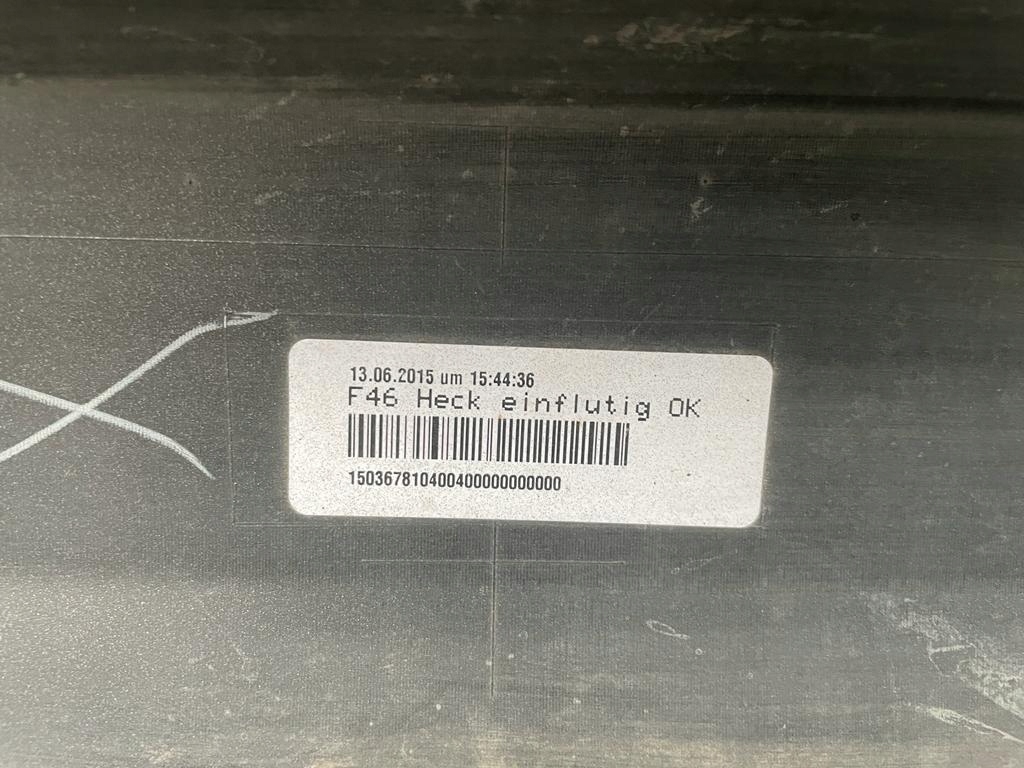 13.06.2015 um 15:44:36
F46 Heck einflutig OK
150367810400400000000000